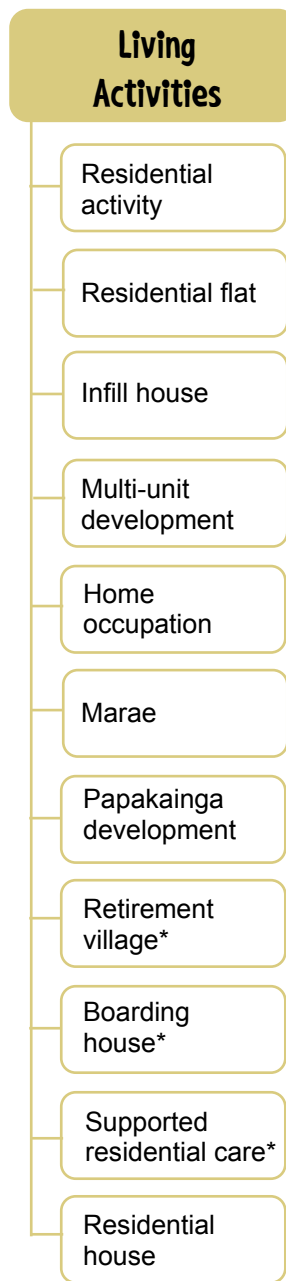 Living
Activities
Residential
activity
Residential flat
Infill house
Multi-unit
development
Home
occupation
Marae
Papakainga
development
Retirement
village*
Boarding
house*
Supported
residential care*
Residential
house